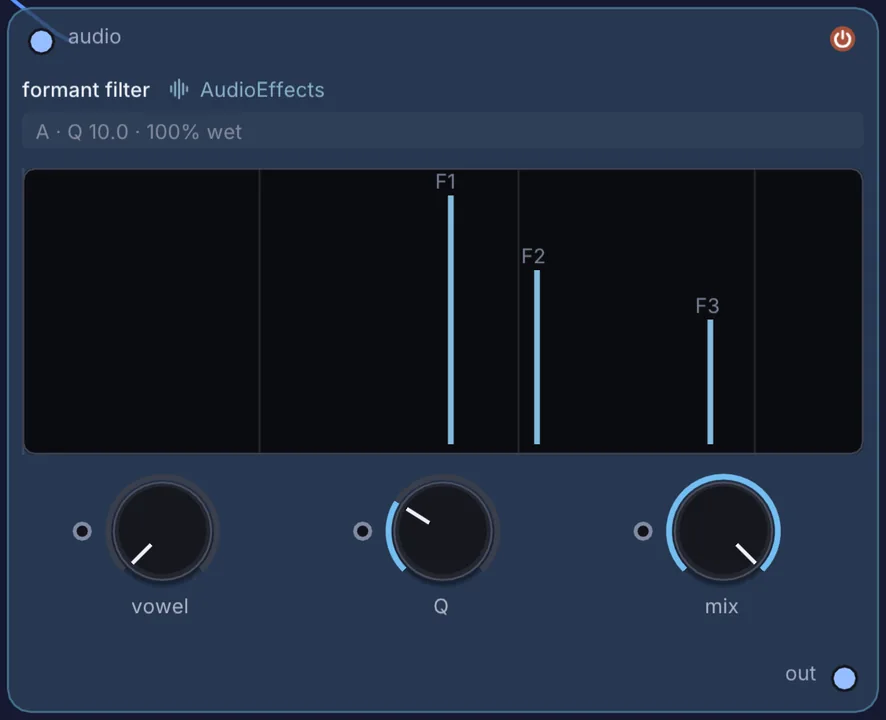 audio
formant filter AudioEffects
A · Q 10.0 · 100% wet
F1
F2
F3
vowel Q mix
out